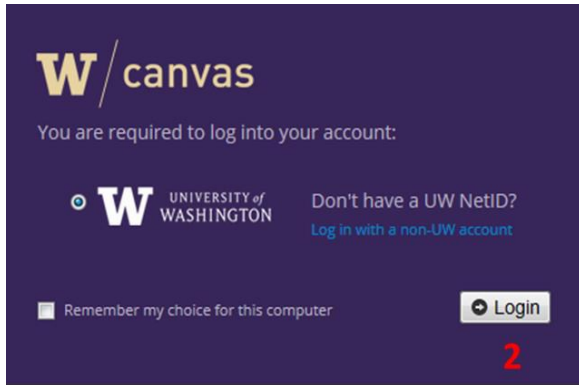 W canvas
You are required to log into your account:
W UNIVERSITY of
WASHINGTON
Don't have a UW NetID?
Log in with a non-UW account
Remember my choice for this computer
Login
2